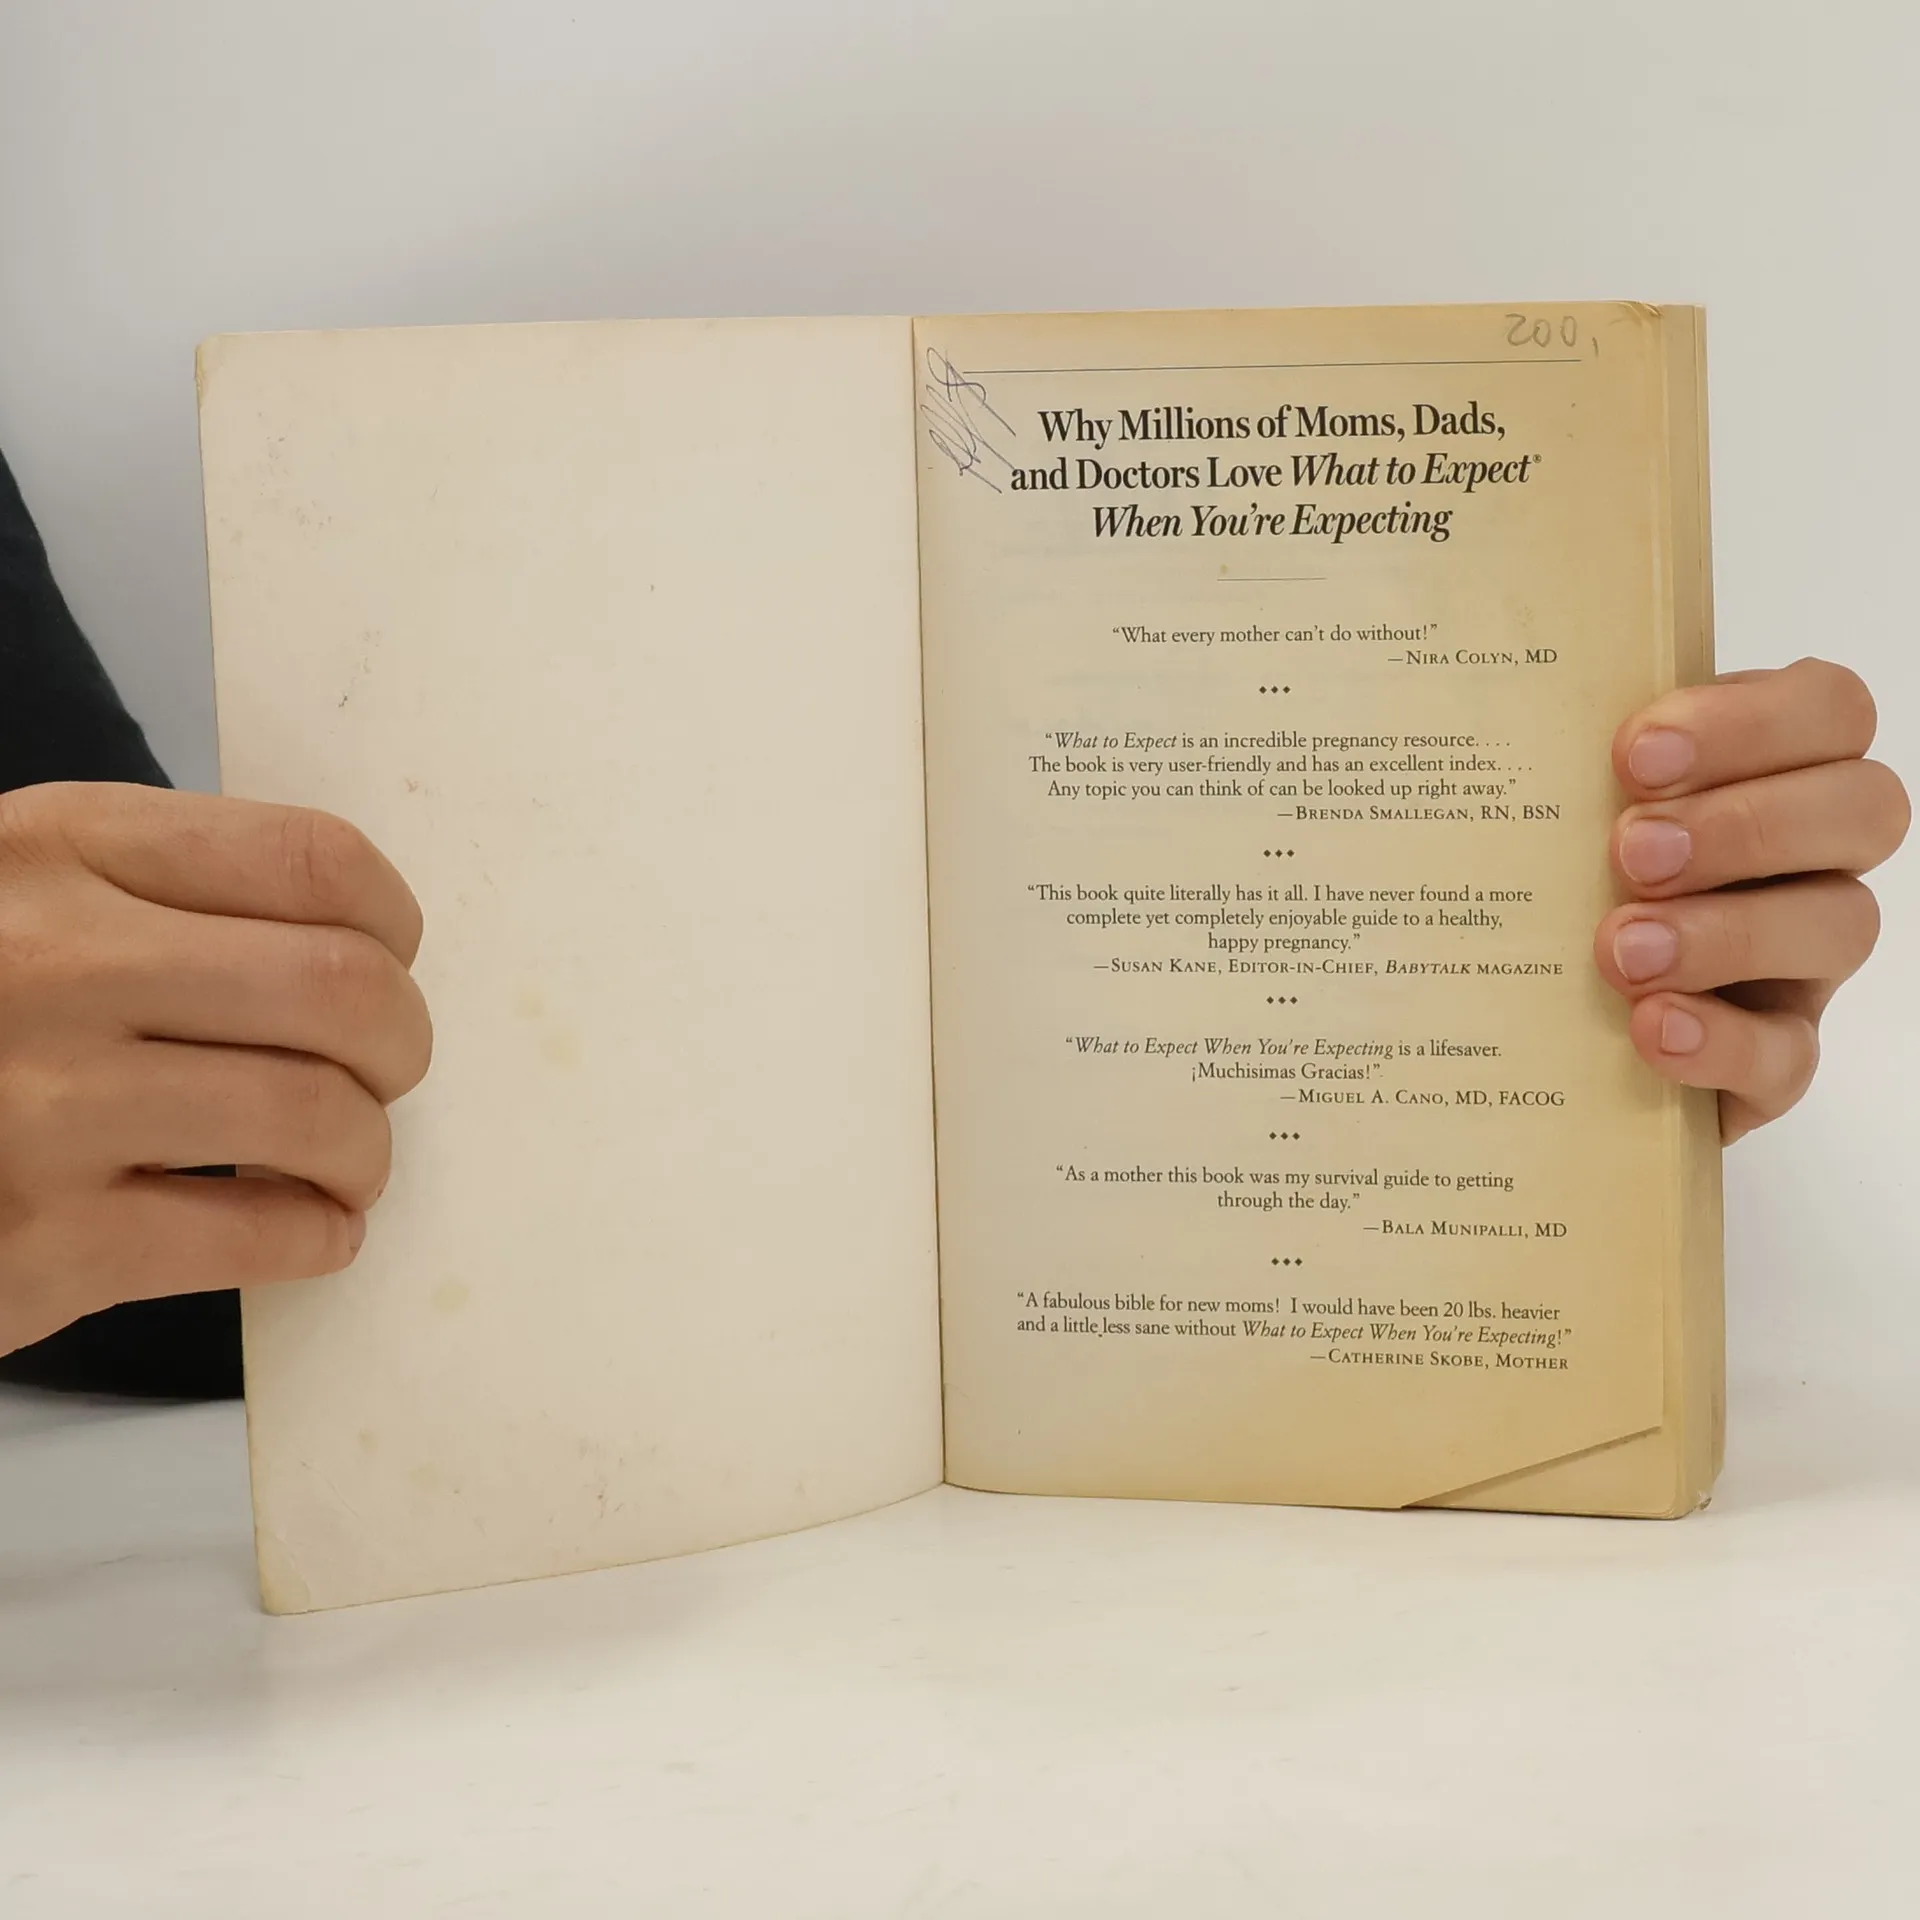 200,
Why Millions of Moms, Dads,
and Doctors Love What to Expect®
When You're Expecting
“What every mother can't do without!”
—Nira Colyn, MD
“What to Expect is an incredible pregnancy resource. . . .
The book is very user-friendly and has an excellent index. . . .
Any topic you can think of can be looked up right away.”
—Brenda Smallegan, RN, BSN
“This book quite literally has it all. I have never found a more
complete yet completely enjoyable guide to a healthy,
happy pregnancy.”
—Susan Kane, Editor-in-Chief, Babytalk magazine
“What to Expect When You're Expecting is a lifesaver.
¡Muchisimas Gracias!”
—Miguel A. Cano, MD, FACOG
“As a mother this book was my survival guide to getting
through the day.”
—Bala Munipalli, MD
“A fabulous bible for new moms! I would have been 20 lbs. heavier
and a little less sane without What to Expect When You're Expecting!”
—Catherine Skobe, Mother